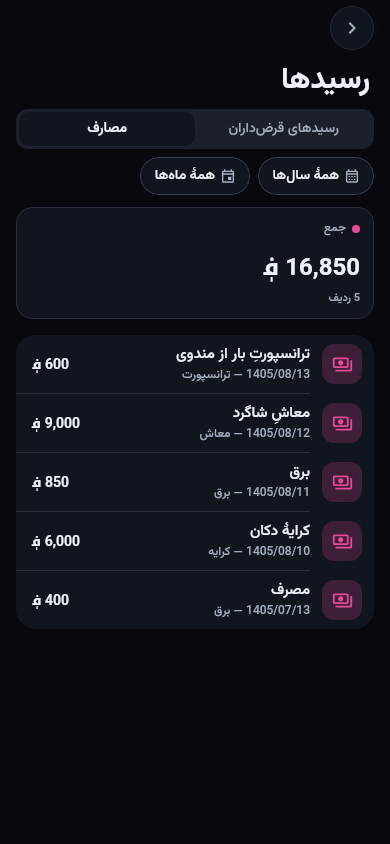 رسیدها
رسیدهای قرض‌داران
مصارف
همهٔ سال‌ها
همهٔ ماه‌ها
جمع
16,850 ؋
5 ردیف
ترانسپورتِ بار از مندوی
600 ؋
1405/08/13 — ترانسپورت
معاشِ شاگرد
9,000 ؋
1405/08/12 — معاش
برق
850 ؋
1405/08/11 — برق
کرایهٔ دکان
6,000 ؋
1405/08/10 — کرایه
مصرف
400 ؋
1405/07/13 — برق